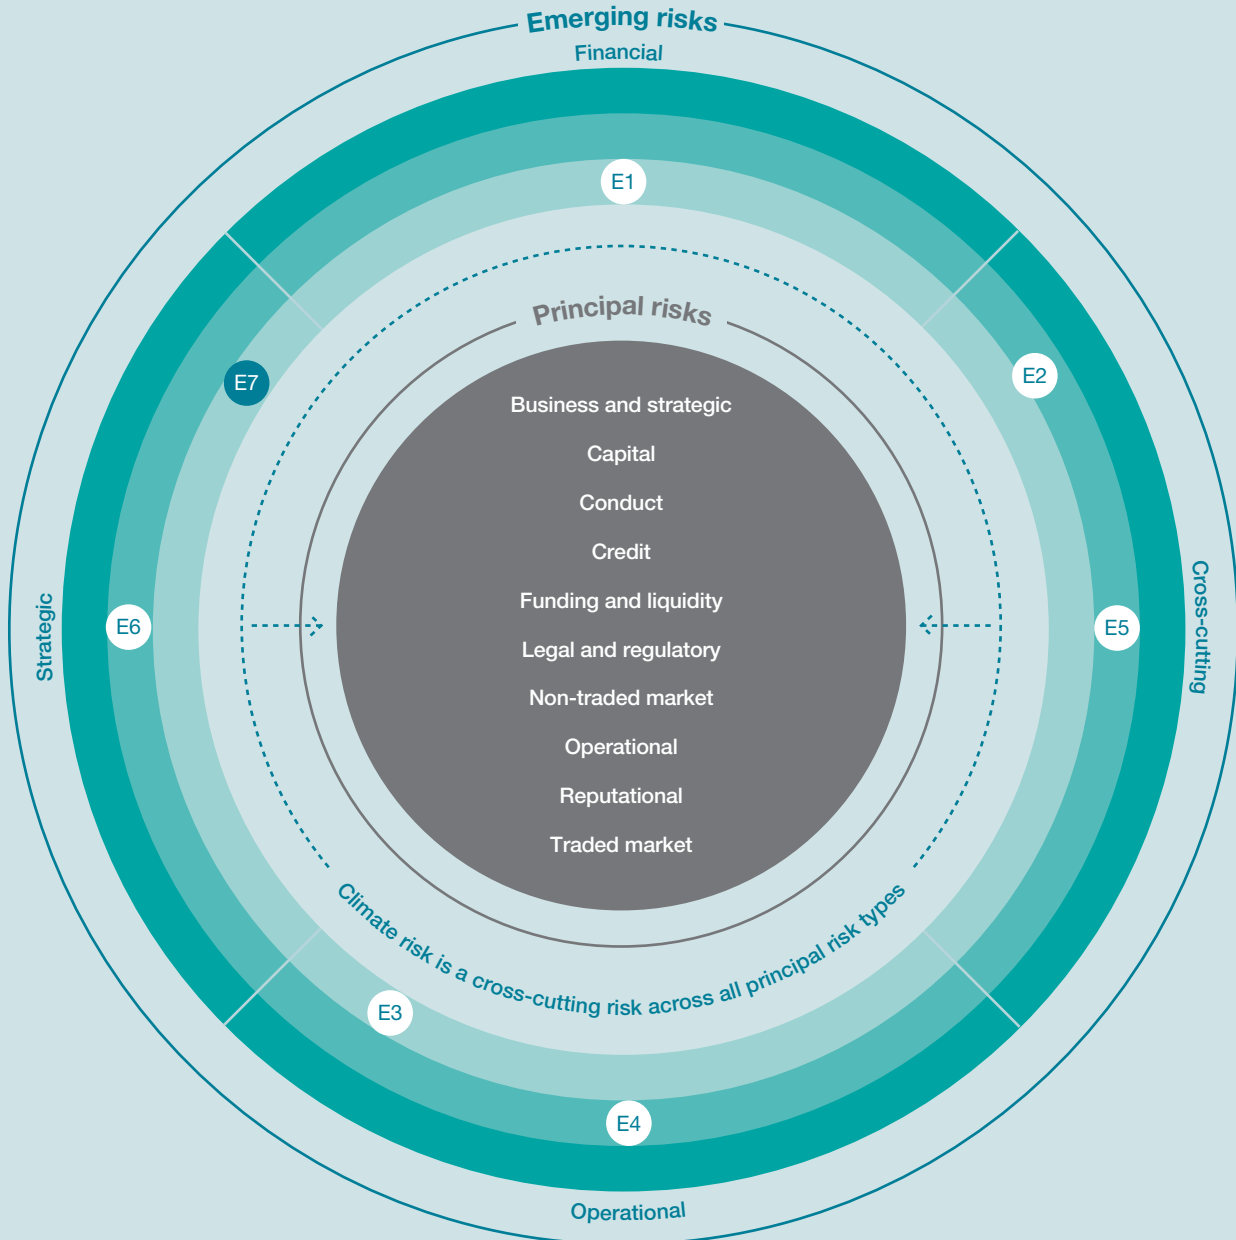 Emerging risks
Financial
E1
Principal risks
E2
E7
Business and strategic
Capital
Conduct
Credit
Funding and liquidity
Legal and regulatory
Non-traded market
Operational
Reputational
Traded market
Strategic
E6
E5
Cross-cutting
Climate risk is a cross-cutting risk across all principal risk types
E3
E4
Operational